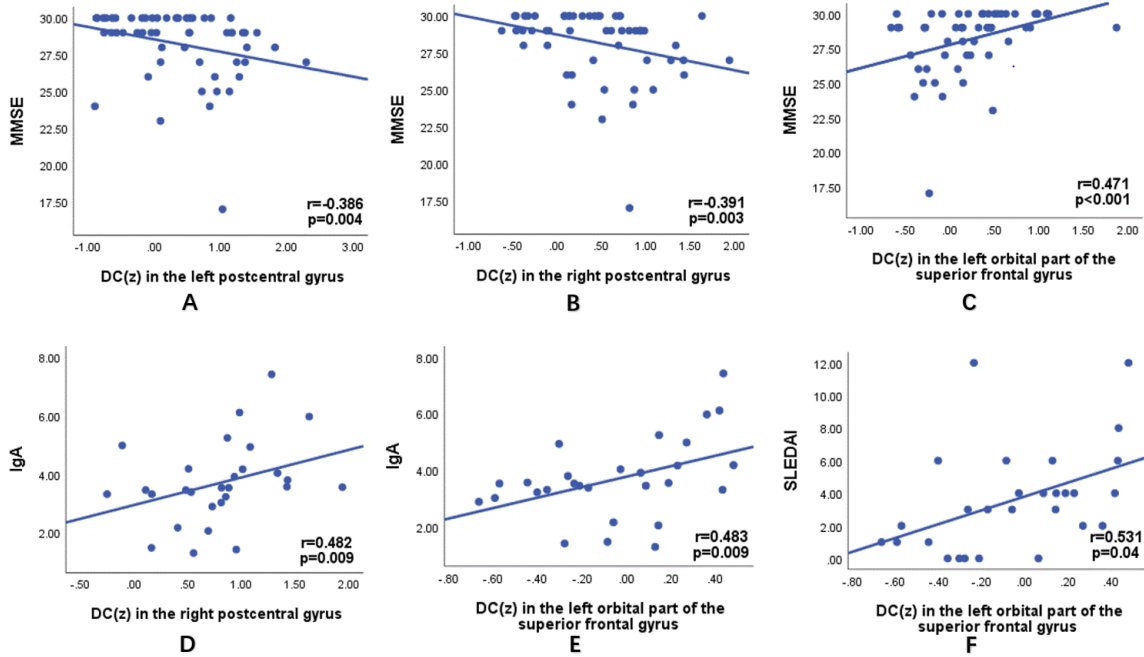 MMSE
30.00
27.50
25.00
22.50
20.00
17.50
r=-0.386
p=0.004
-1.00 .00 1.00 2.00 3.00
DC(z) in the left postcentral gyrus
A
MMSE
30.00
27.50
25.00
22.50
20.00
17.50
r=-0.391
p=0.003
-1.00 -.50 .00 .50 1.00 2.00
DC(z) in the right postcentral gyrus
B
MMSE
30.00
27.50
25.00
22.50
20.00
17.50
r=0.471
p<0.001
-1.00 -.50 .00 .50 1.00 2.00
DC(z) in the left orbital part of the
superior frontal gyrus
C
IgA
8.00
6.00
4.00
2.00
r=0.482
p=0.009
-.50 .00 .50 1.00 1.50 2.00
DC(z) in the right postcentral gyrus
D
IgA
8.00
6.00
4.00
2.00
r=0.483
p=0.009
-.80 -.60 -.40 -.20 .00 .20 .40
DC(z) in the left orbital part of the
superior frontal gyrus
E
SLEDAI
12.00
10.00
8.00
6.00
4.00
2.00
.00
r=0.531
p=0.04
-.80 -.60 -.40 -.20 .00 .20 .40
DC(z) in the left orbital part of the
superior frontal gyrus
F